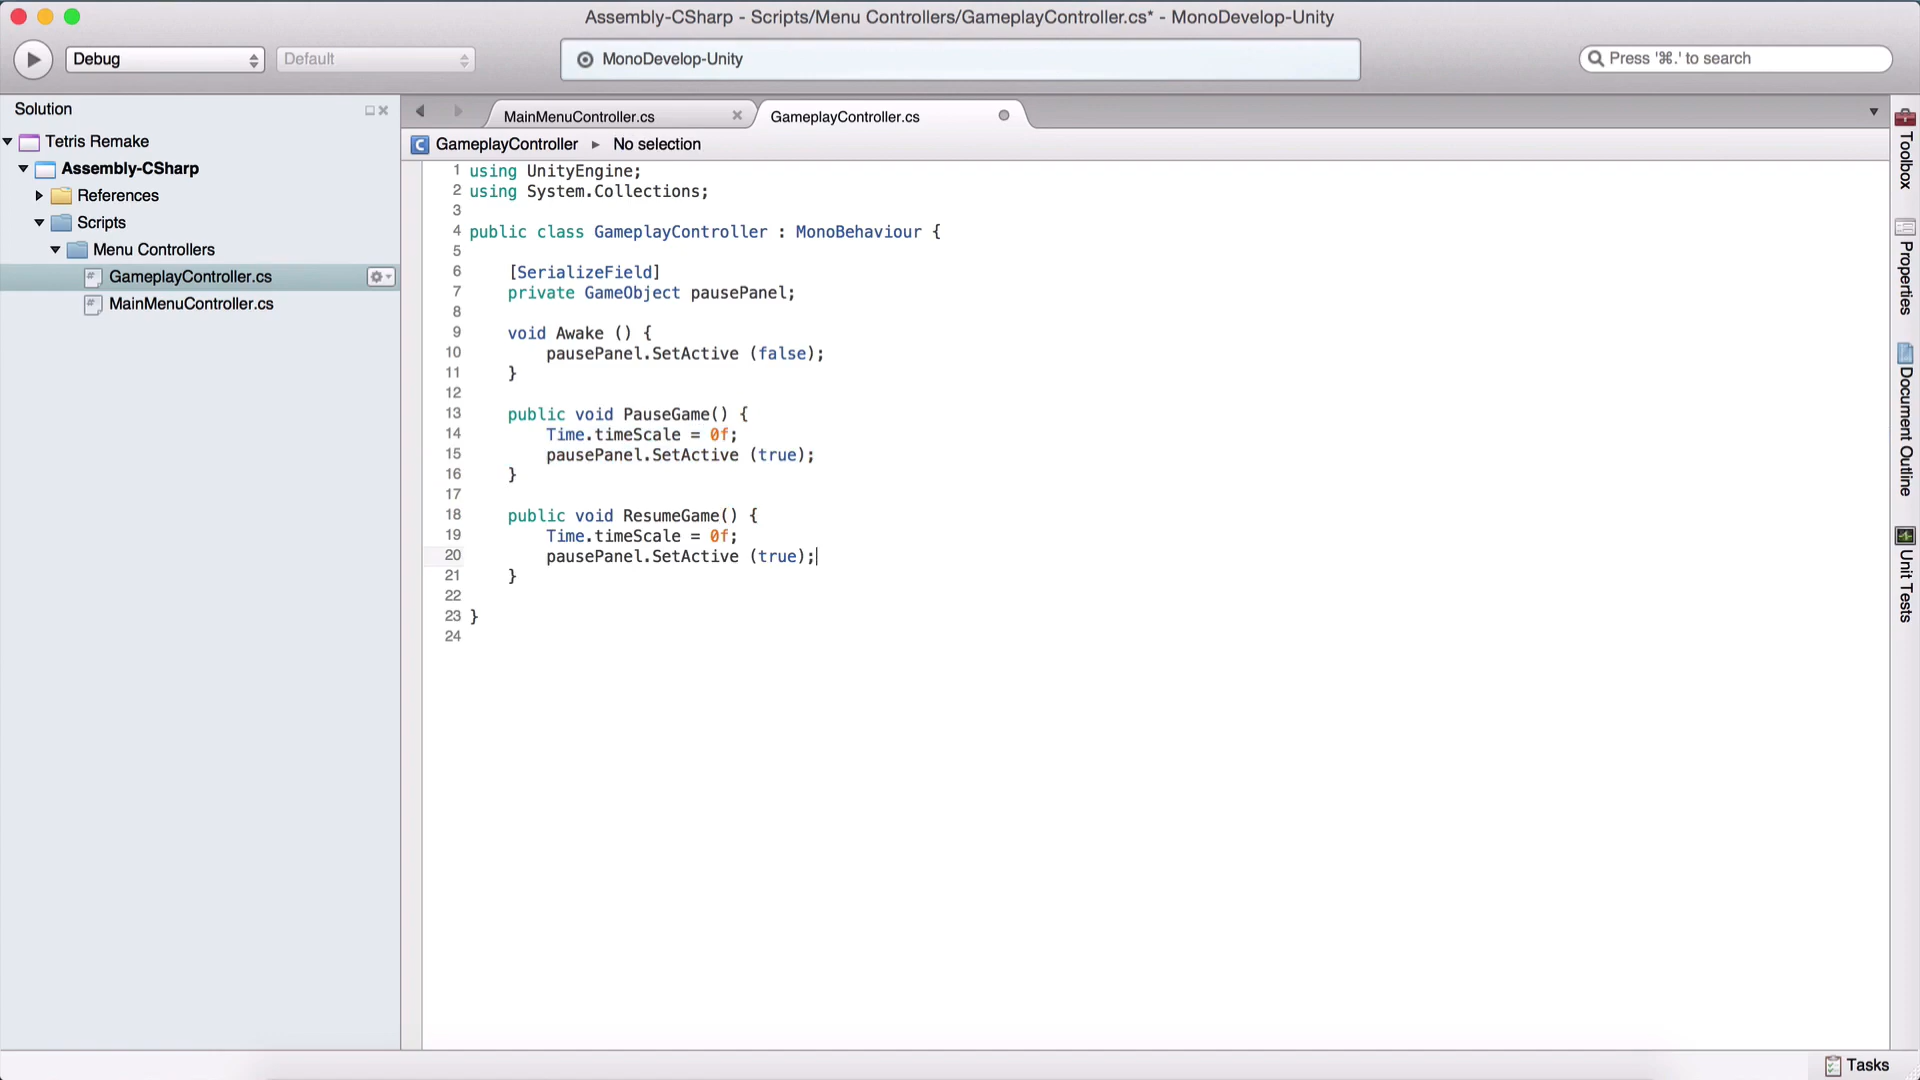 Assembly-CSharp - Scripts/Menu Controllers/GameplayController.cs* - MonoDevelop-Unity
Debug
Default
MonoDevelop-Unity
Press '⌘.' to search
Solution
Tetris Remake
Assembly-CSharp
References
Scripts
Menu Controllers
GameplayController.cs
MainMenuController.cs
MainMenuController.cs
GameplayController.cs
C GameplayController ▸ No selection
1 using UnityEngine;
2 using System.Collections;
3
4 public class GameplayController : MonoBehaviour {
5
6 [SerializeField]
7 private GameObject pausePanel;
8
9 void Awake () {
10 pausePanel.SetActive (false);
11 }
12
13 public void PauseGame() {
14 Time.timeScale = 0f;
15 pausePanel.SetActive (true);
16 }
17
18 public void ResumeGame() {
19 Time.timeScale = 0f;
20 pausePanel.SetActive (true);
21 }
22
23 }
24
Toolbox
Properties
Document Outline
Unit Tests
Tasks